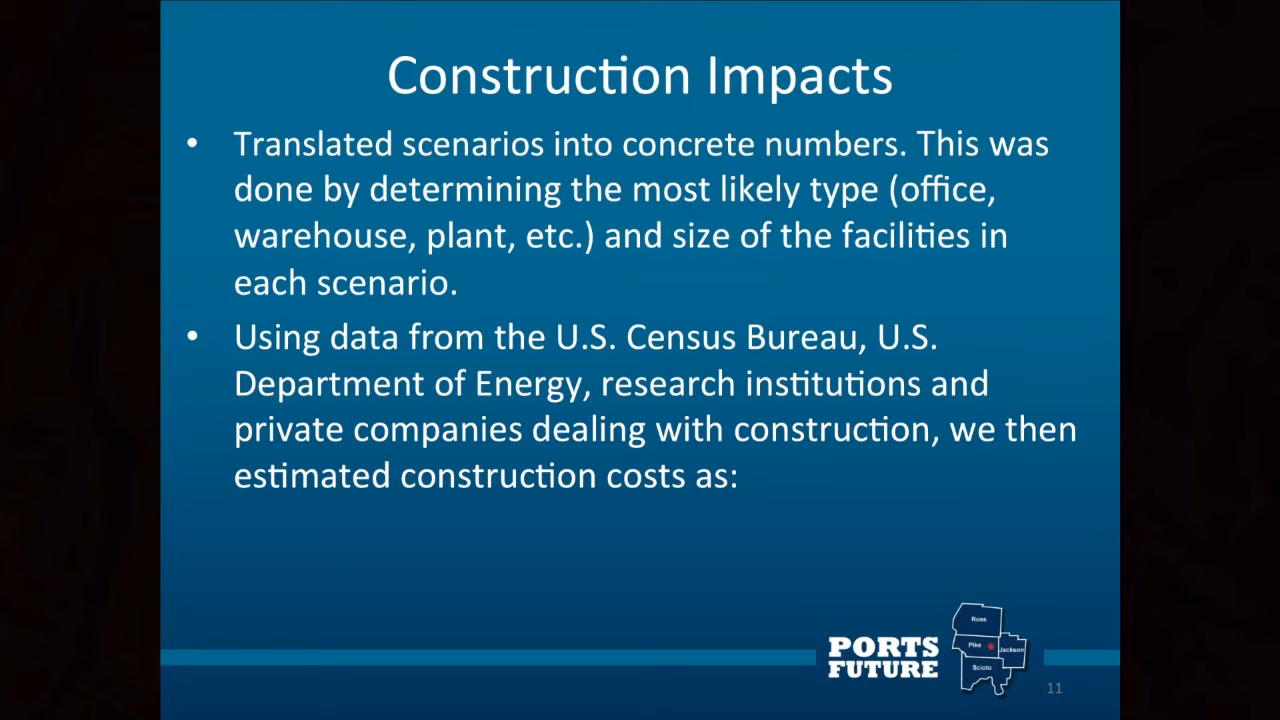 Construction Impacts
• Translated scenarios into concrete numbers. This was
done by determining the most likely type (office,
warehouse, plant, etc.) and size of the facilities in
each scenario.
• Using data from the U.S. Census Bureau, U.S.
Department of Energy, research institutions and
private companies dealing with construction, we then
estimated construction costs as:
PORTS
FUTURE
Ross
Pike
Jackson
Scioto
11